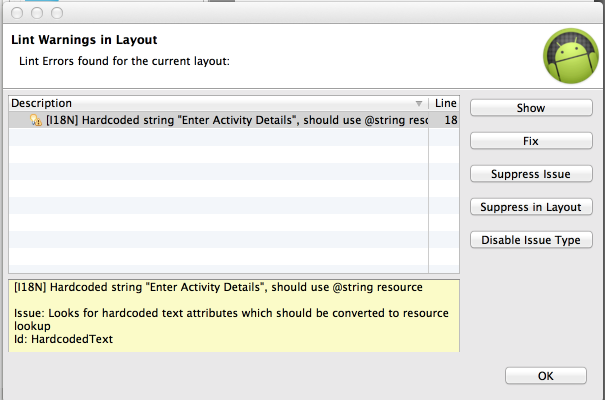 Lint Warnings in Layout
Lint Errors found for the current layout:
Description Line
[I18N] Hardcoded string "Enter Activity Details", should use @string resc 18
Show
Fix
Suppress Issue
Suppress in Layout
Disable Issue Type
[I18N] Hardcoded string "Enter Activity Details", should use @string resource
Issue: Looks for hardcoded text attributes which should be converted to resource
lookup
Id: HardcodedText
OK